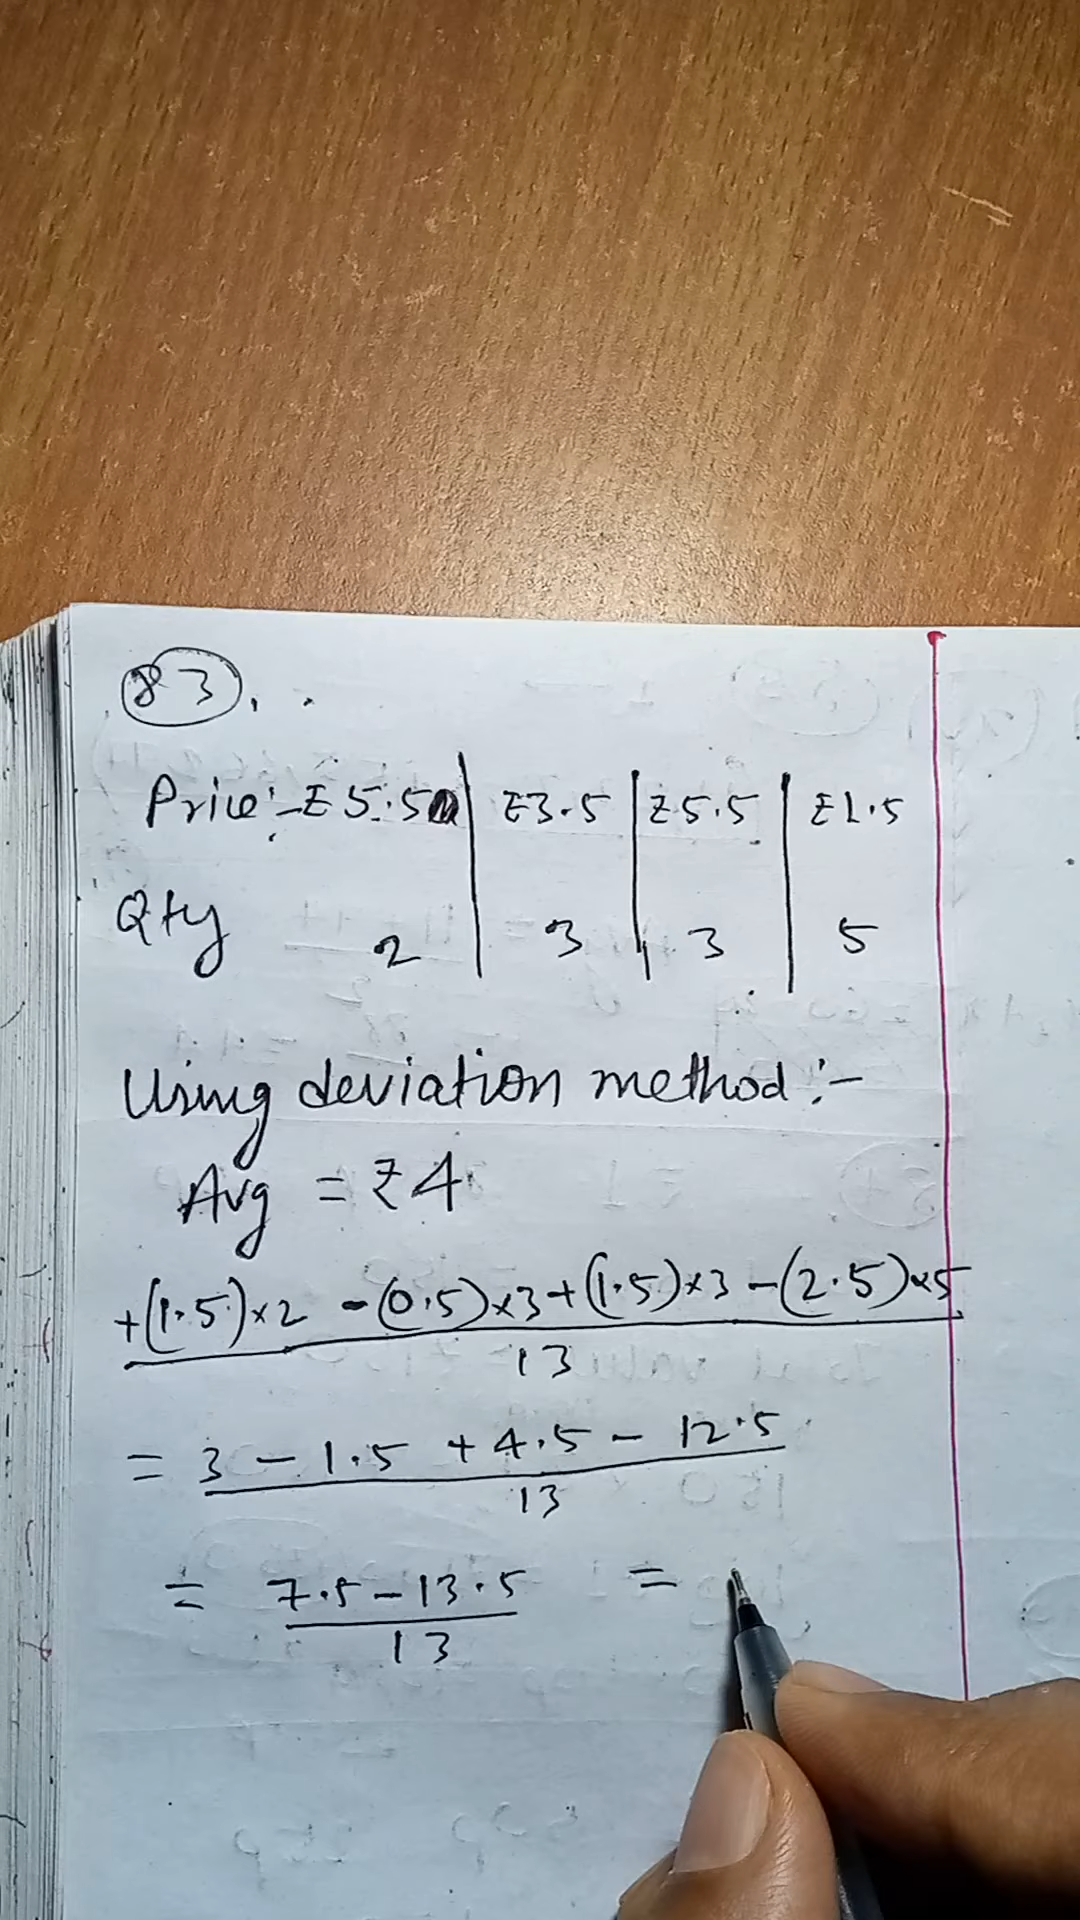 83.
Price:- ₹5.5 | ₹3.5 | ₹5.5 | ₹1.5
Qty 2 | 3 | 3 | 5
Using deviation method :-
Avg = ₹4
+(1.5)×2 -(0.5)×3+(1.5)×3-(2.5)×5
13
= 3 - 1.5 + 4.5 - 12.5
13
= 7.5-13.5 =
13